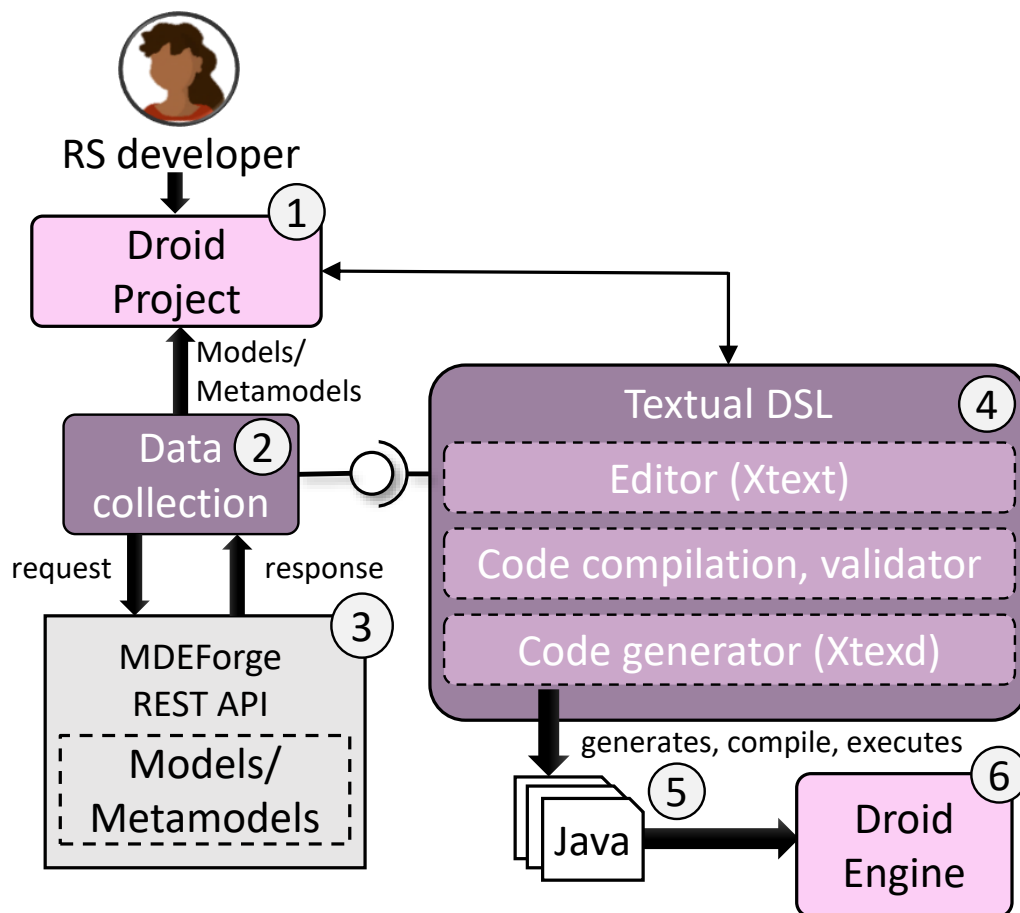 RS developer
1
Droid
Project
Models/
Metamodels
2
Data
collection
request
response
3
MDEForge
REST API
Models/
Metamodels
Textual DSL
4
Editor (Xtext)
Code compilation, validator
Code generator (Xtexd)
generates, compile, executes
5
Java
6
Droid
Engine